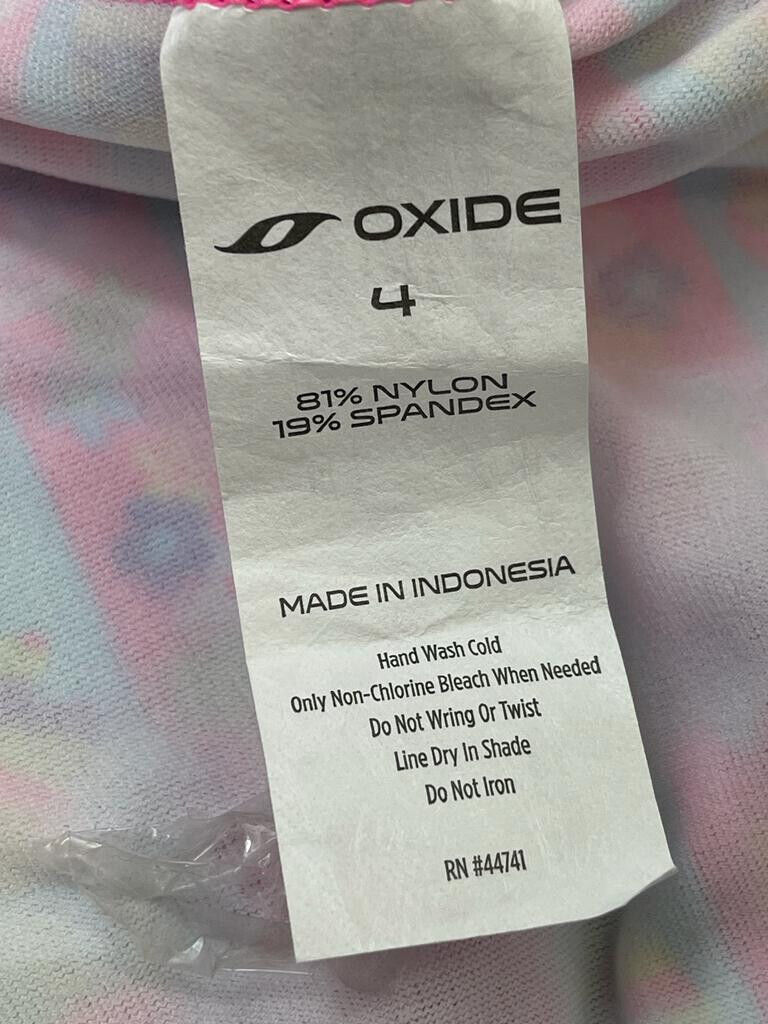 OXIDE
4
81% NYLON
19% SPANDEX
MADE IN INDONESIA
Hand Wash Cold
Only Non-Chlorine Bleach When Needed
Do Not Wring Or Twist
Line Dry In Shade
Do Not Iron
RN #44741